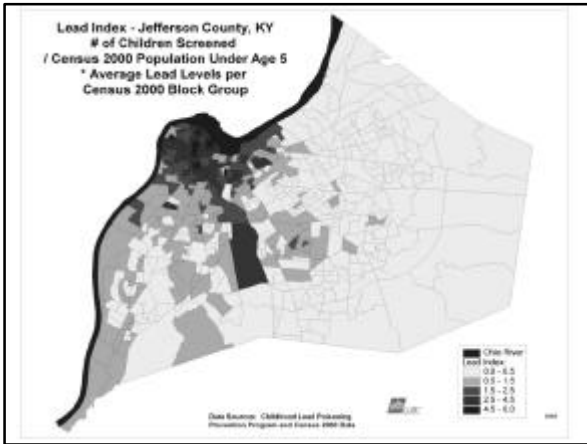 Lead Index - Jefferson County, KY
# of Children Screened
/ Census 2000 Population Under Age 5
* Average Lead Levels per
Census 2000 Block Group
Ohio River
Lead Index:
0.0 - 0.5
0.5 - 1.5
1.5 - 2.5
2.5 - 4.5
4.5 - 6.0
Data Sources: Childhood Lead Poisoning
Prevention Program and Census 2000 Data